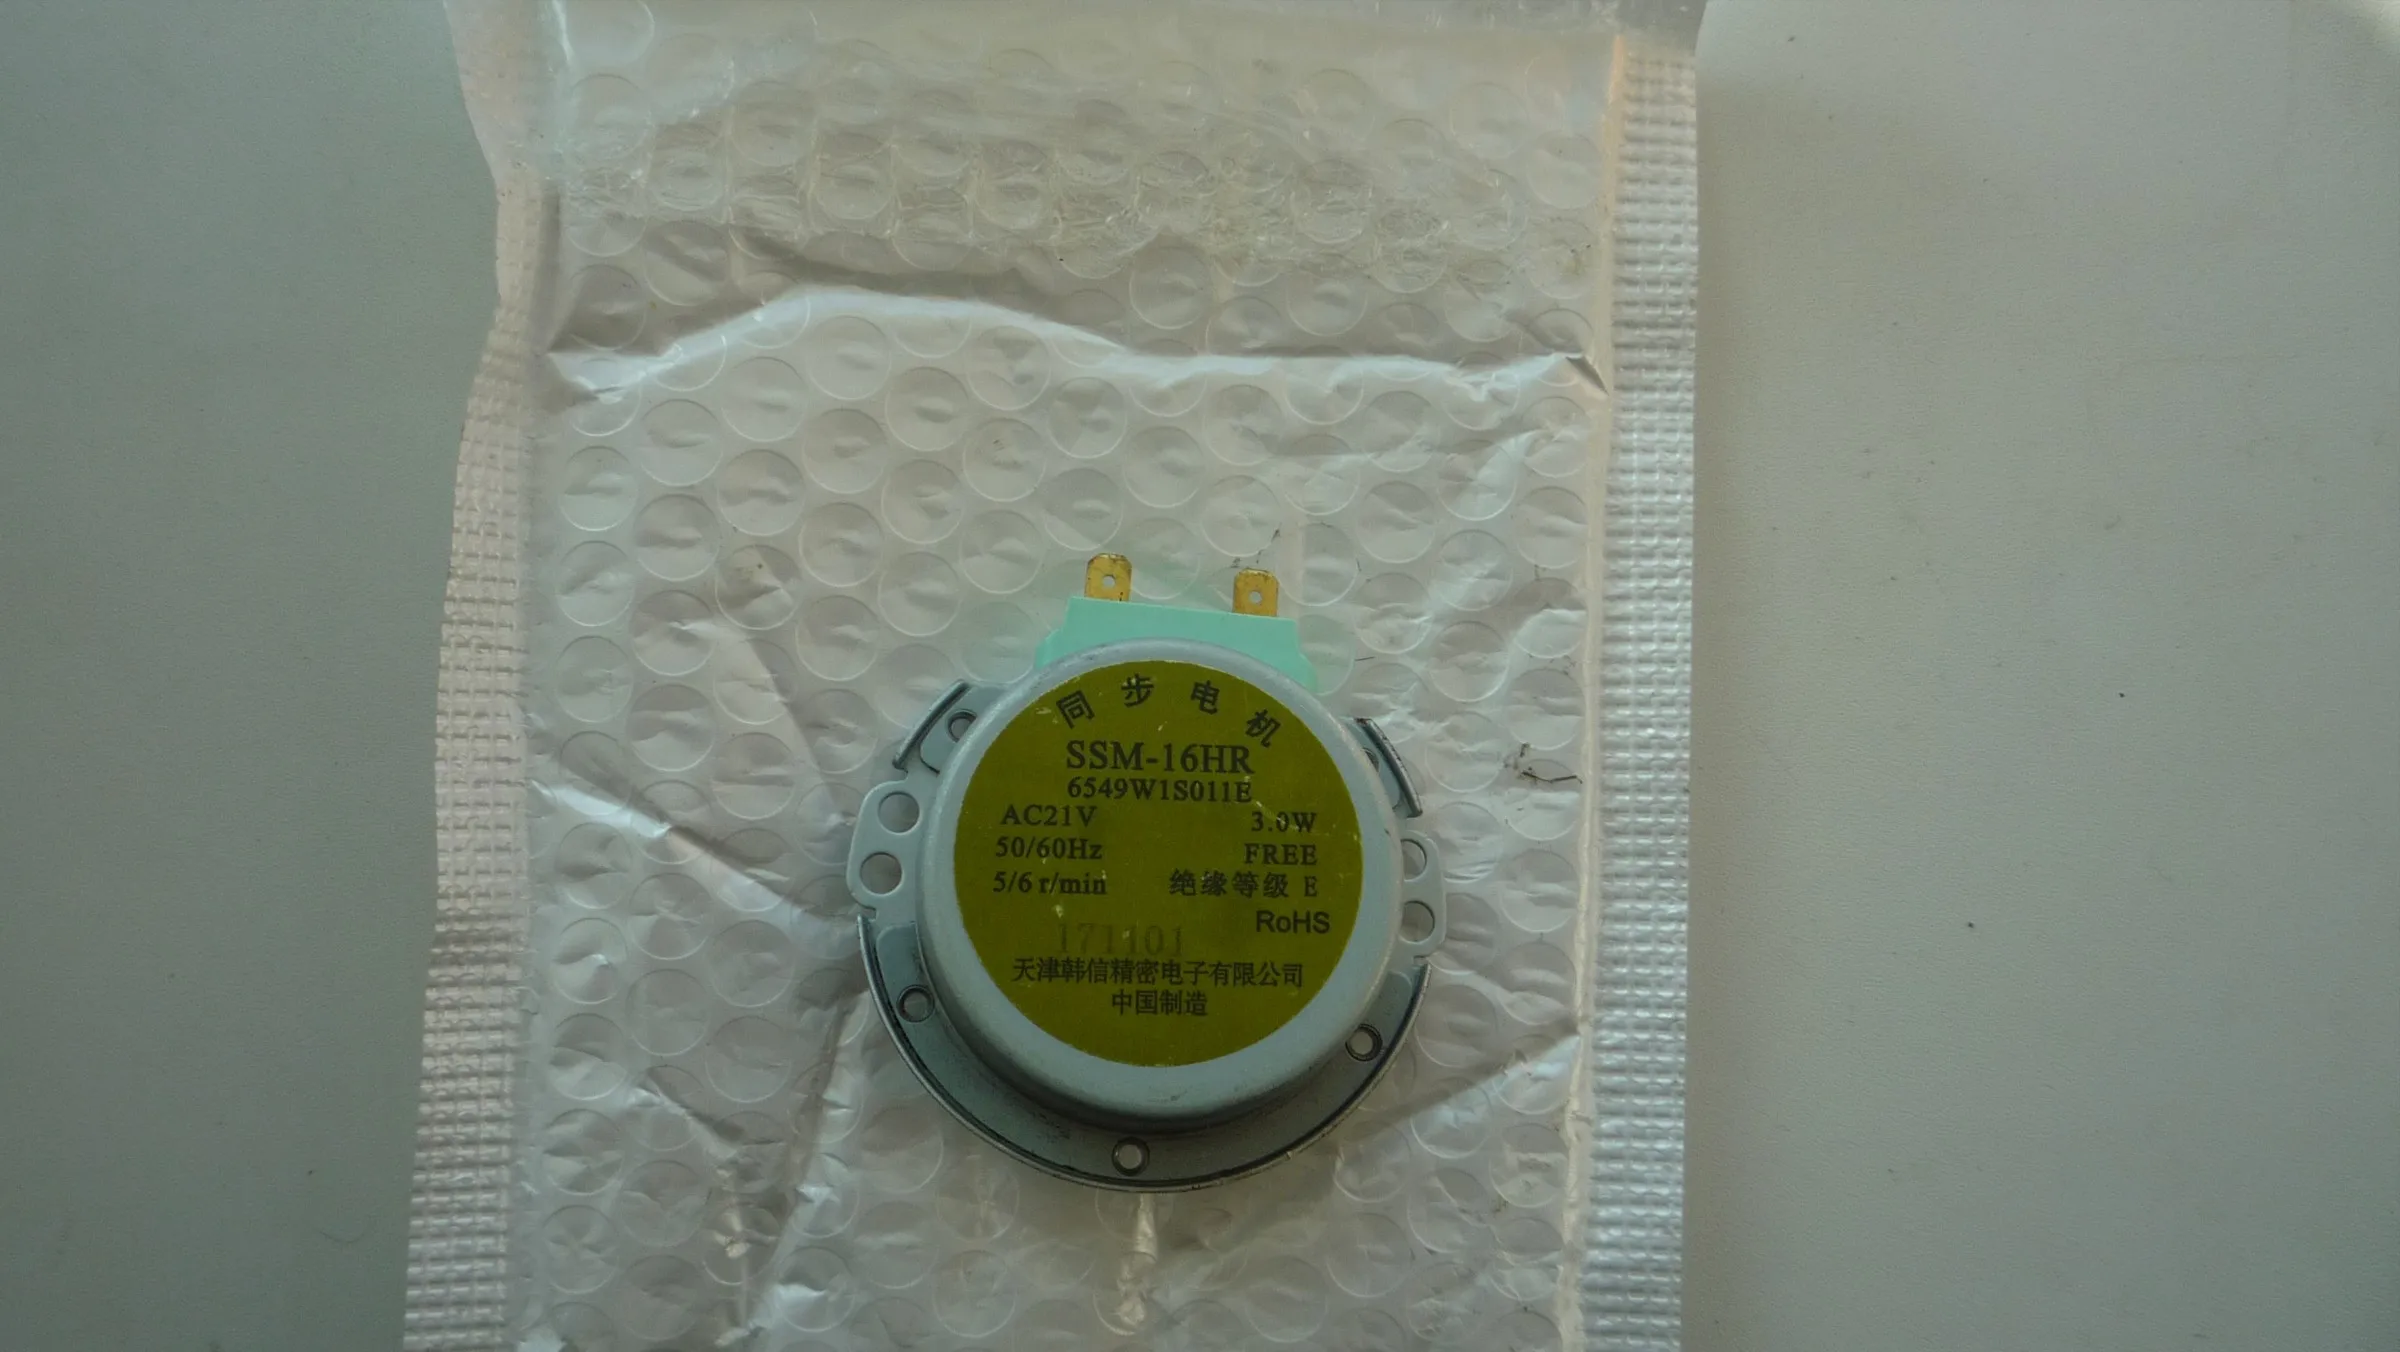 同步电机
SSM-16HR
6549W1S011E
AC21V 3.0W
50/60Hz FREE
5/6 r/min 绝缘等级 E
RoHS
171101
天津韩信精密电子有限公司
中国制造